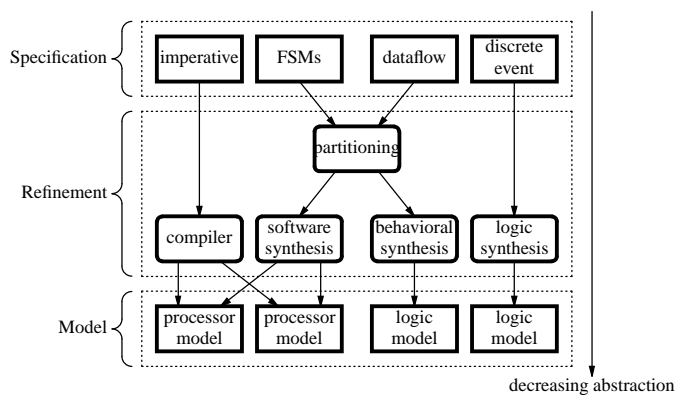 Specification
imperative
FSMs
dataflow
discrete
event
partitioning
Refinement
compiler
software
synthesis
behavioral
synthesis
logic
synthesis
Model
processor
model
processor
model
logic
model
logic
model
decreasing abstraction